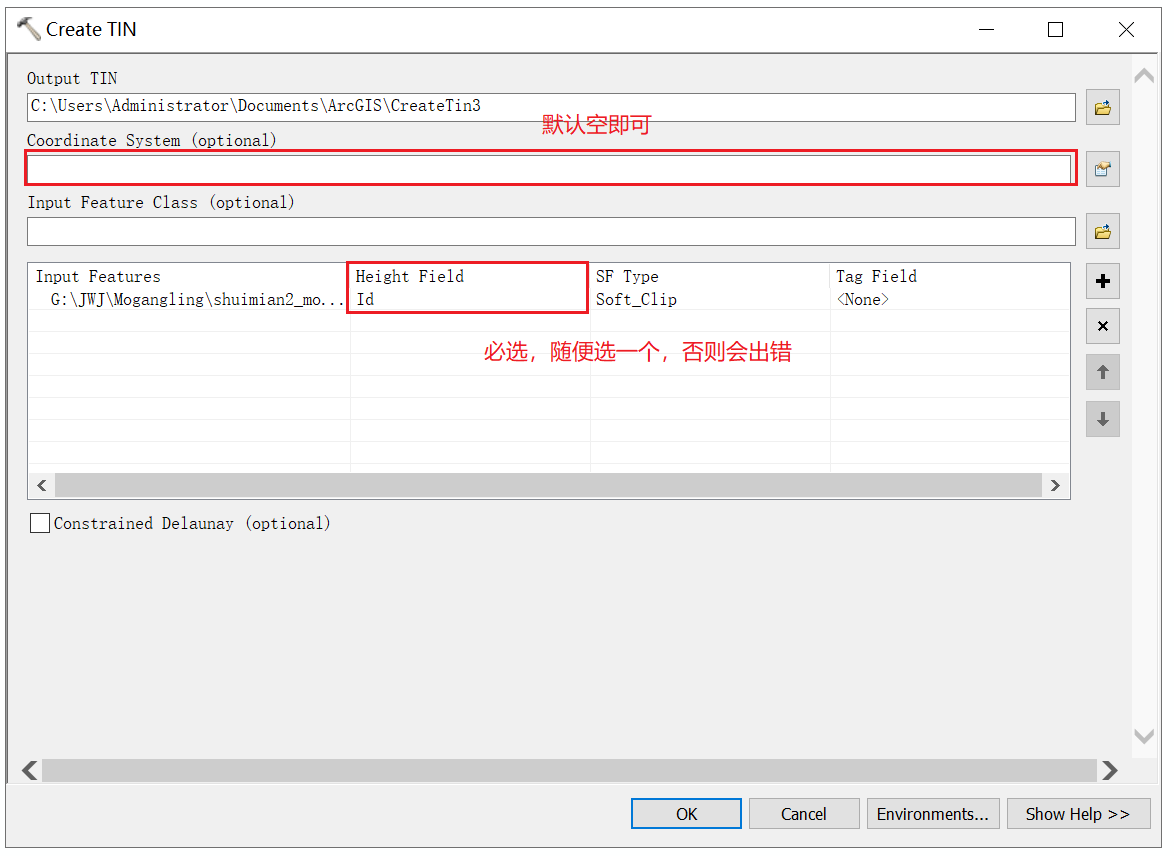 Create TIN
Output TIN
C:\Users\Administrator\Documents\ArcGIS\CreateTin3
默认空即可
Coordinate System (optional)
Input Feature Class (optional)
Input Features Height Field SF Type Tag Field
G:\JWJ\Mogangling\shuimian2_mo... Id Soft_Clip <None>
必选，随便选一个，否则会出错
Constrained Delaunay (optional)
OK Cancel Environments... Show Help >>